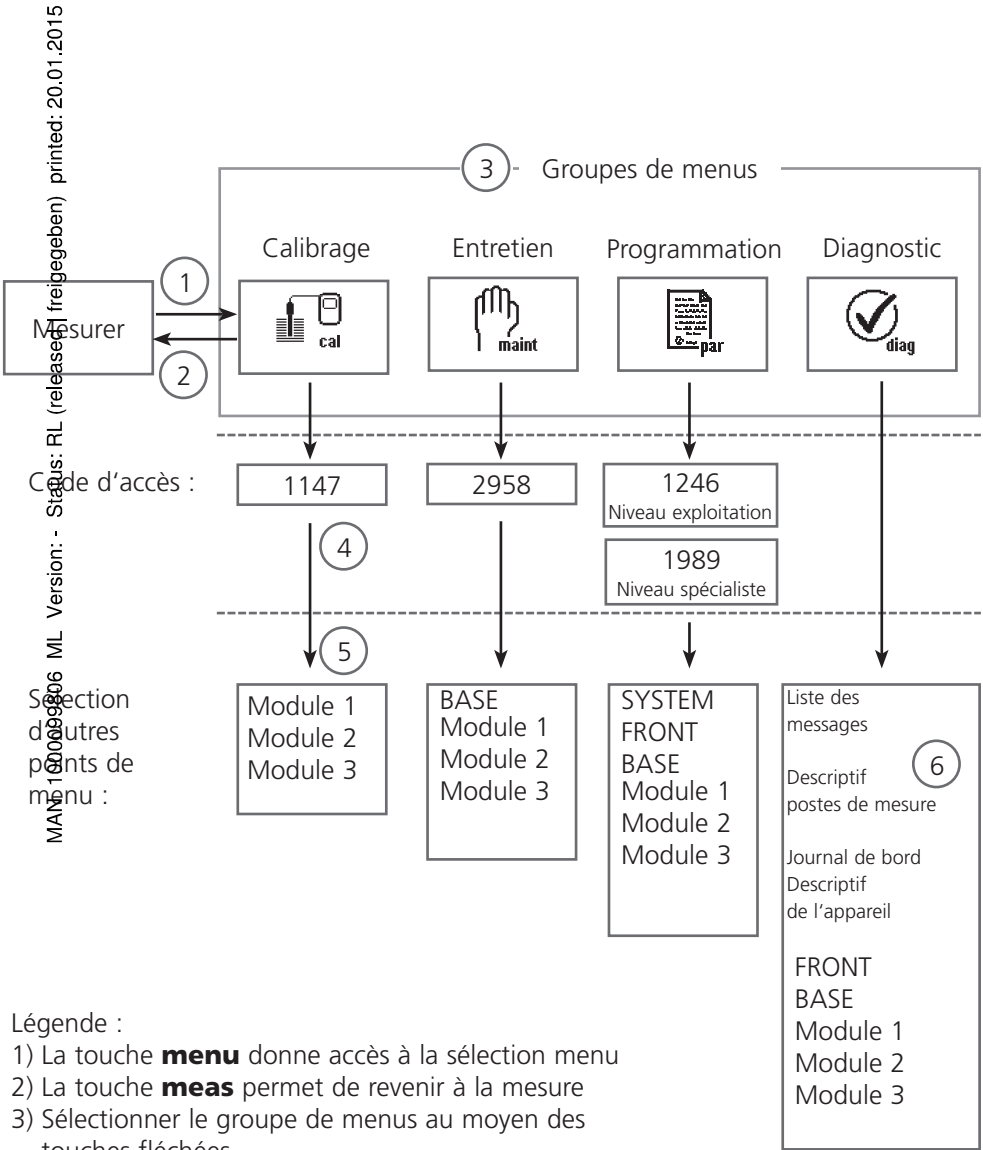 MAN. 1000099806 ML Version: - Status: RL (released | freigegeben) printed: 20.01.2015
3 Groupes de menus
Calibrage Entretien Programmation Diagnostic
1
Mesurer
cal maint par diag
2
Code d'accès : 1147 2958 1246
Niveau exploitation
4
1989
Niveau spécialiste
5
Sélection
d'autres
points de
menu :
Module 1
Module 2
Module 3
BASE
Module 1
Module 2
Module 3
SYSTEM
FRONT
BASE
Module 1
Module 2
Module 3
Liste des
messages
6
Descriptif
postes de mesure
Journal de bord
Descriptif
de l'appareil
FRONT
BASE
Module 1
Module 2
Module 3
Légende :
1) La touche menu donne accès à la sélection menu
2) La touche meas permet de revenir à la mesure
3) Sélectionner le groupe de menus au moyen des
touches fléchées